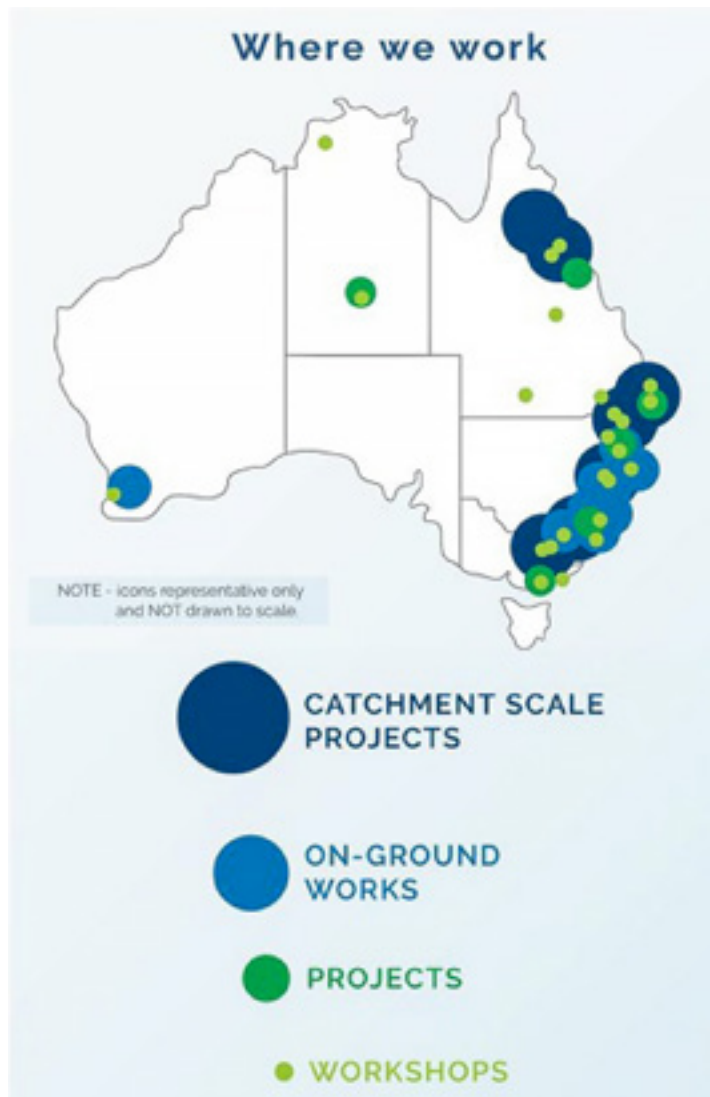 Where we work
NOTE - icons representative only
and NOT drawn to scale.
CATCHMENT SCALE
PROJECTS
ON-GROUND
WORKS
PROJECTS
WORKSHOPS